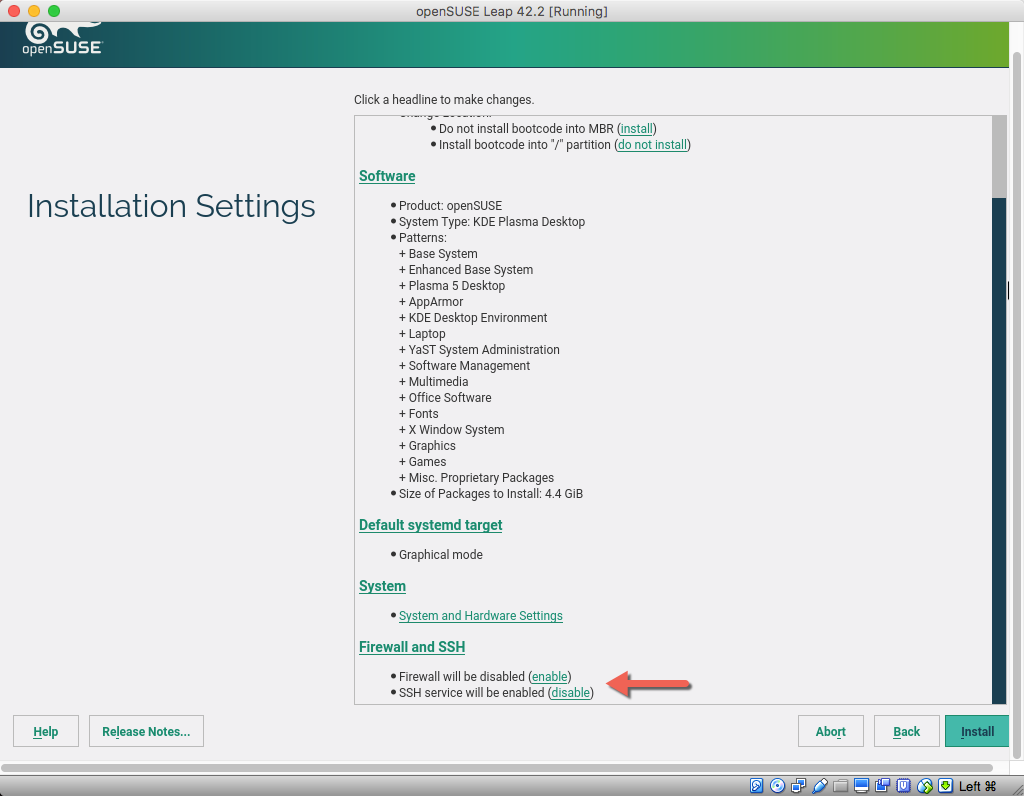 openSUSE Leap 42.2 [Running]
openSUSE
Click a headline to make changes.
Change Location:
• Do not install bootcode into MBR (install)
• Install bootcode into "/" partition (do not install)
Software
Installation Settings
• Product: openSUSE
• System Type: KDE Plasma Desktop
• Patterns:
+ Base System
+ Enhanced Base System
+ Plasma 5 Desktop
+ AppArmor
+ KDE Desktop Environment
+ Laptop
+ YaST System Administration
+ Software Management
+ Multimedia
+ Office Software
+ Fonts
+ X Window System
+ Graphics
+ Games
+ Misc. Proprietary Packages
• Size of Packages to Install: 4.4 GiB
Default systemd target
• Graphical mode
System
• System and Hardware Settings
Firewall and SSH
• Firewall will be disabled (enable)
• SSH service will be enabled (disable)
Help Release Notes... Abort Back Install
Left ⌘